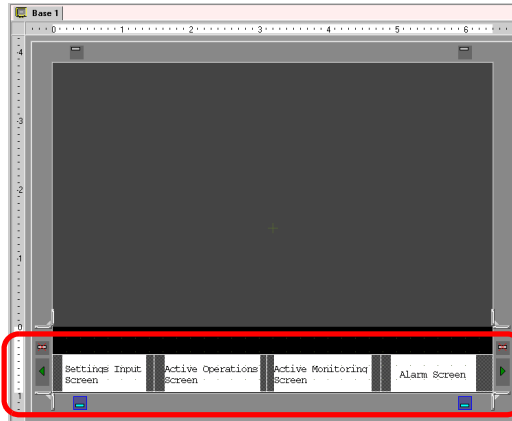 Base 1
0 1 2 3 4 5 6
4
3
2
1
0
1
Settings Input
Screen
Active Operations
Screen
Active Monitoring
Screen
Alarm Screen